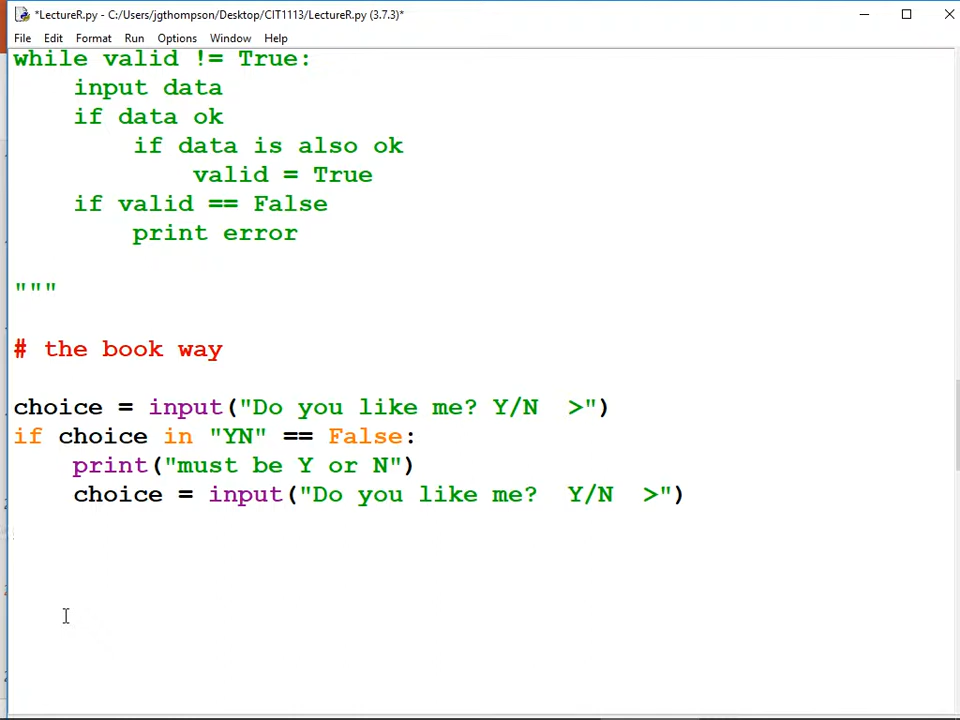 *LectureR.py - C:/Users/jgthompson/Desktop/CIT1113/LectureR.py (3.7.3)*
File Edit Format Run Options Window Help
while valid != True:
    input data
    if data ok
        if data is also ok
            valid = True
    if valid == False
        print error
"""
# the book way
choice = input("Do you like me? Y/N  >")
if choice in "YN" == False:
    print("must be Y or N")
    choice = input("Do you like me?  Y/N  >")